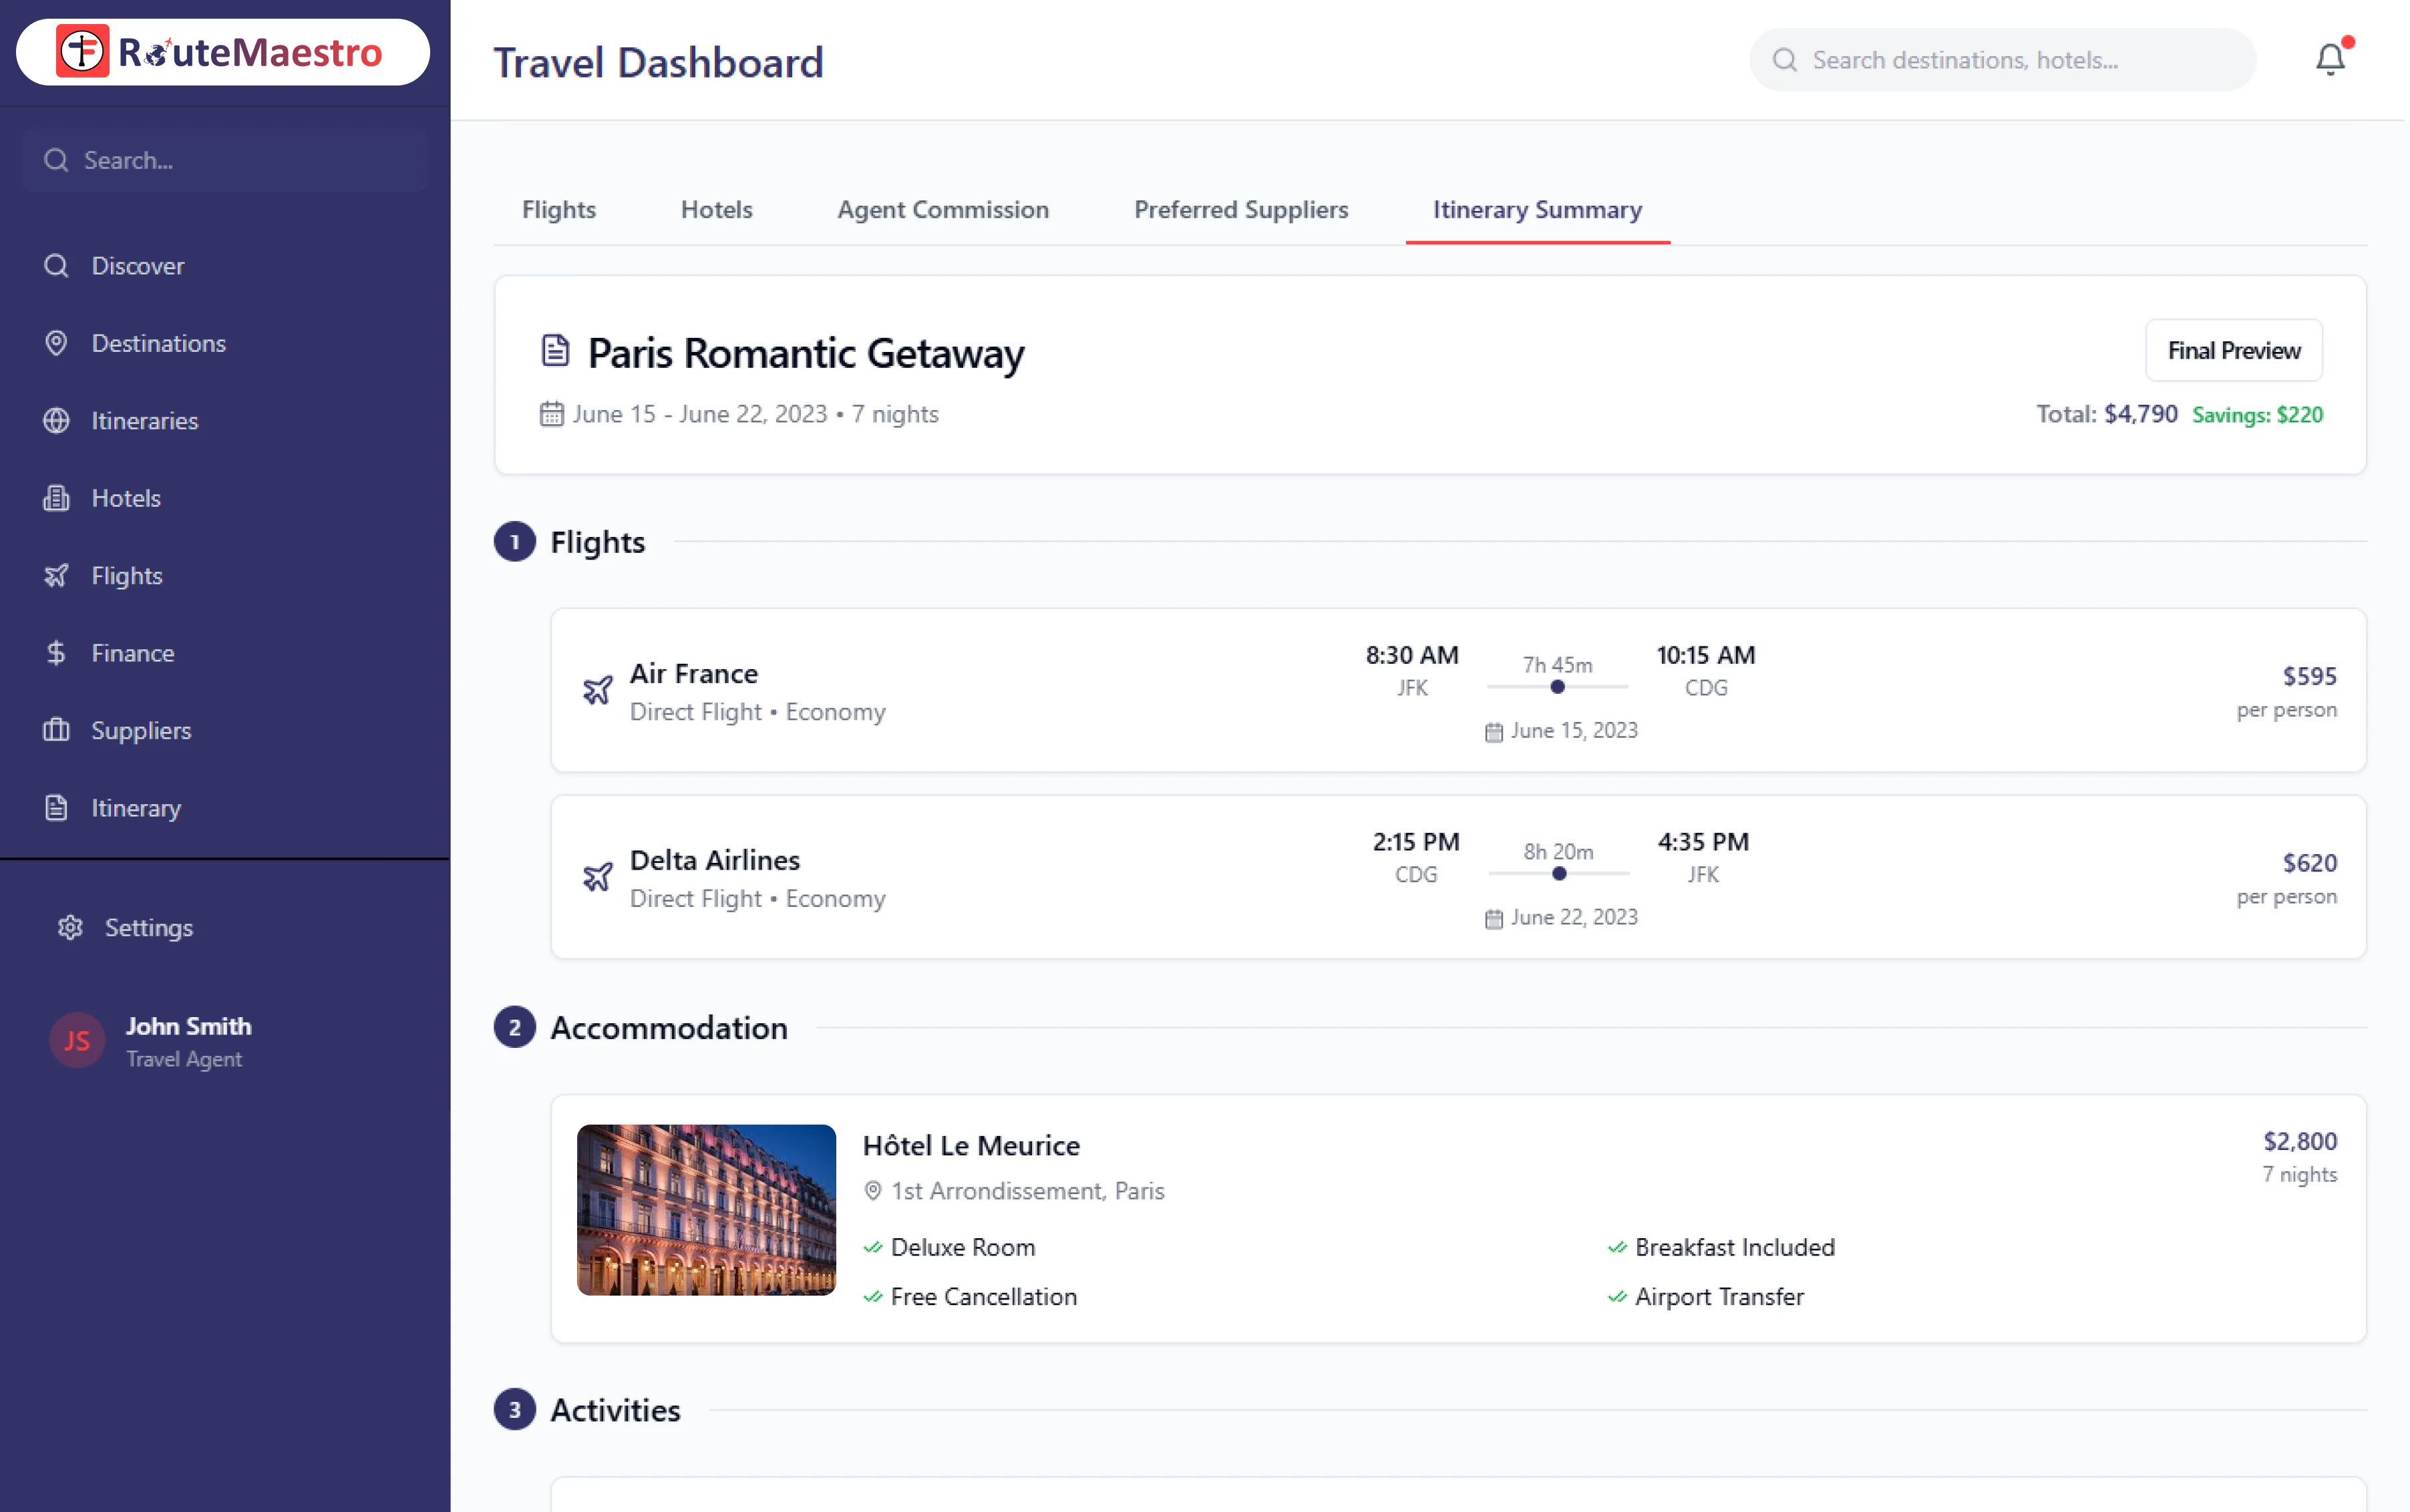 RouteMaestro
Search...
Discover
Destinations
Itineraries
Hotels
Flights
Finance
Suppliers
Itinerary
Settings
JS
John Smith
Travel Agent
Travel Dashboard
Search destinations, hotels...
Flights
Hotels
Agent Commission
Preferred Suppliers
Itinerary Summary
Paris Romantic Getaway
Final Preview
June 15 - June 22, 2023 • 7 nights
Total: $4,790 Savings: $220
1 Flights
Air France
Direct Flight • Economy
8:30 AM
JFK
7h 45m
10:15 AM
CDG
June 15, 2023
$595
per person
Delta Airlines
Direct Flight • Economy
2:15 PM
CDG
8h 20m
4:35 PM
JFK
June 22, 2023
$620
per person
2 Accommodation
Hôtel Le Meurice
1st Arrondissement, Paris
Deluxe Room
Breakfast Included
Free Cancellation
Airport Transfer
$2,800
7 nights
3 Activities